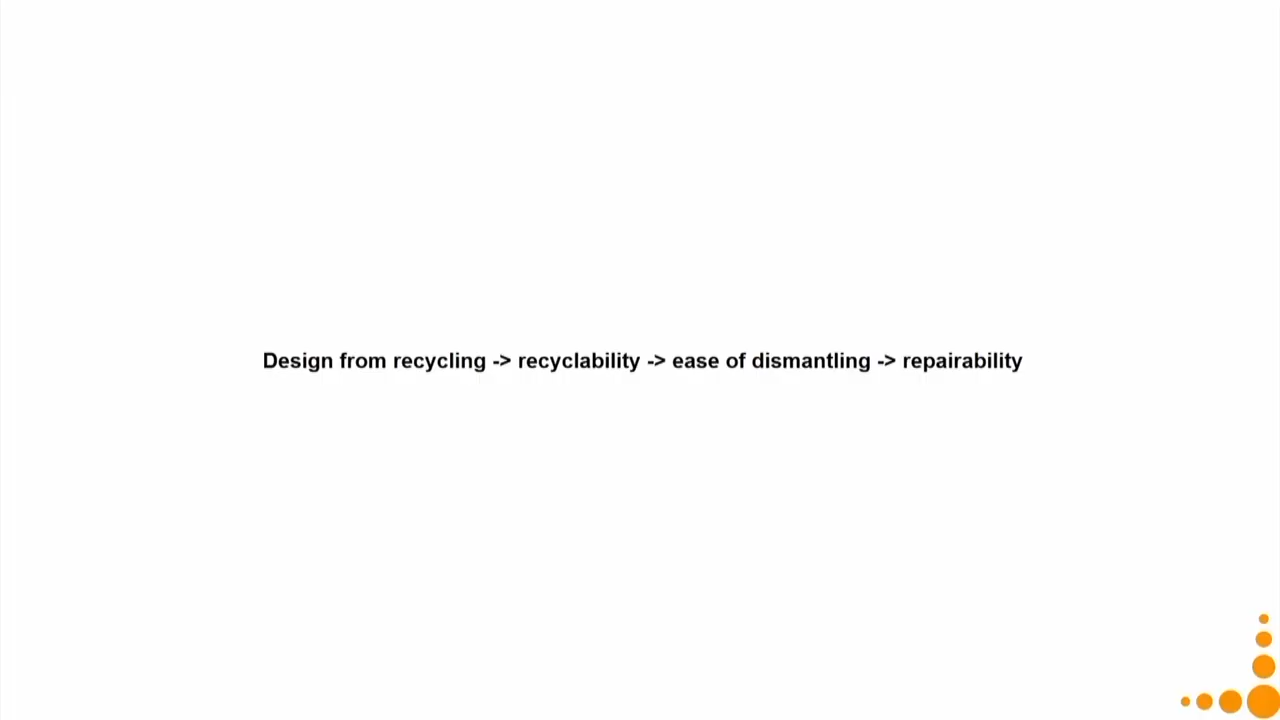 Design from recycling -> recyclability -> ease of dismantling -> repairability